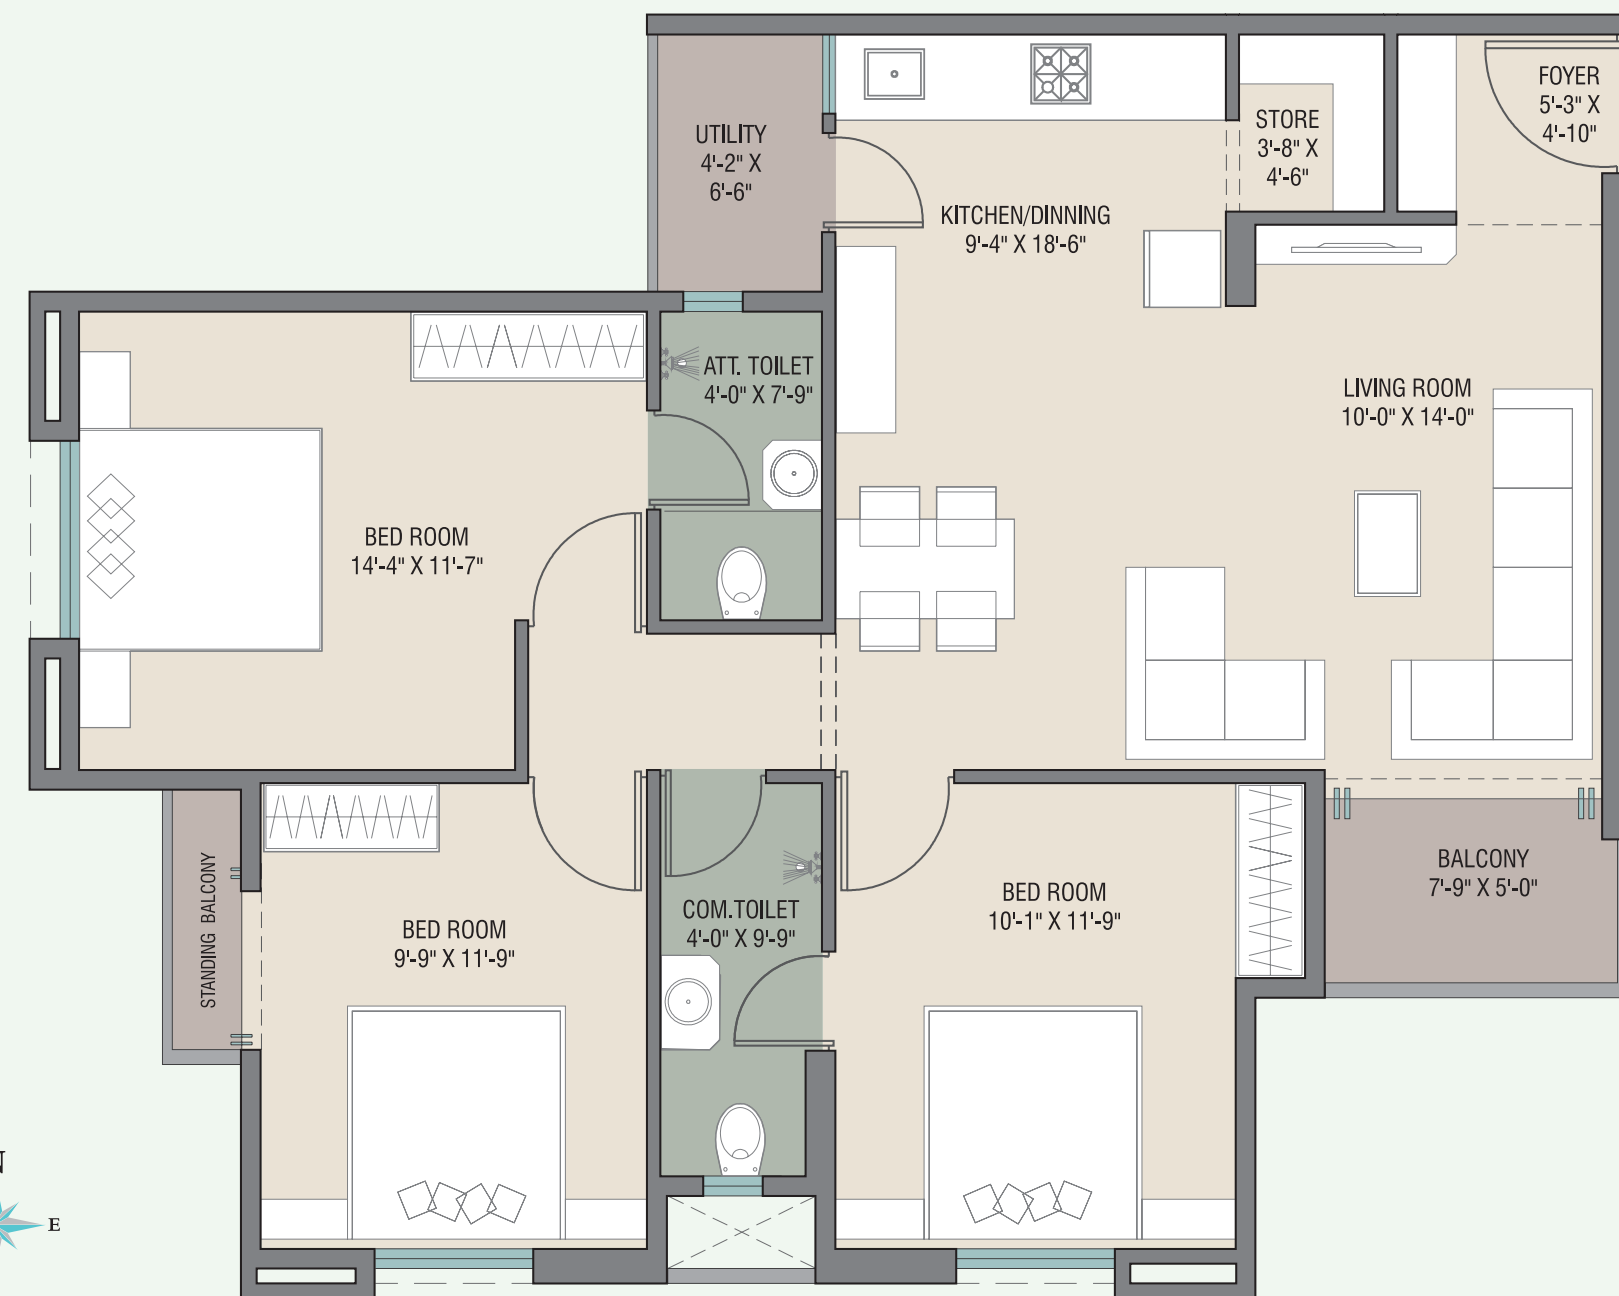 FOYER
5'-3" X
4'-10"
STORE
3'-8" X
4'-6"
UTILITY
4'-2" X
6'-6"
KITCHEN/DINNING
9'-4" X 18'-6"
ATT. TOILET
4'-0" X 7'-9"
LIVING ROOM
10'-0" X 14'-0"
BED ROOM
14'-4" X 11'-7"
STANDING BALCONY
BED ROOM
9'-9" X 11'-9"
COM.TOILET
4'-0" X 9'-9"
BED ROOM
10'-1" X 11'-9"
BALCONY
7'-9" X 5'-0"
N
E